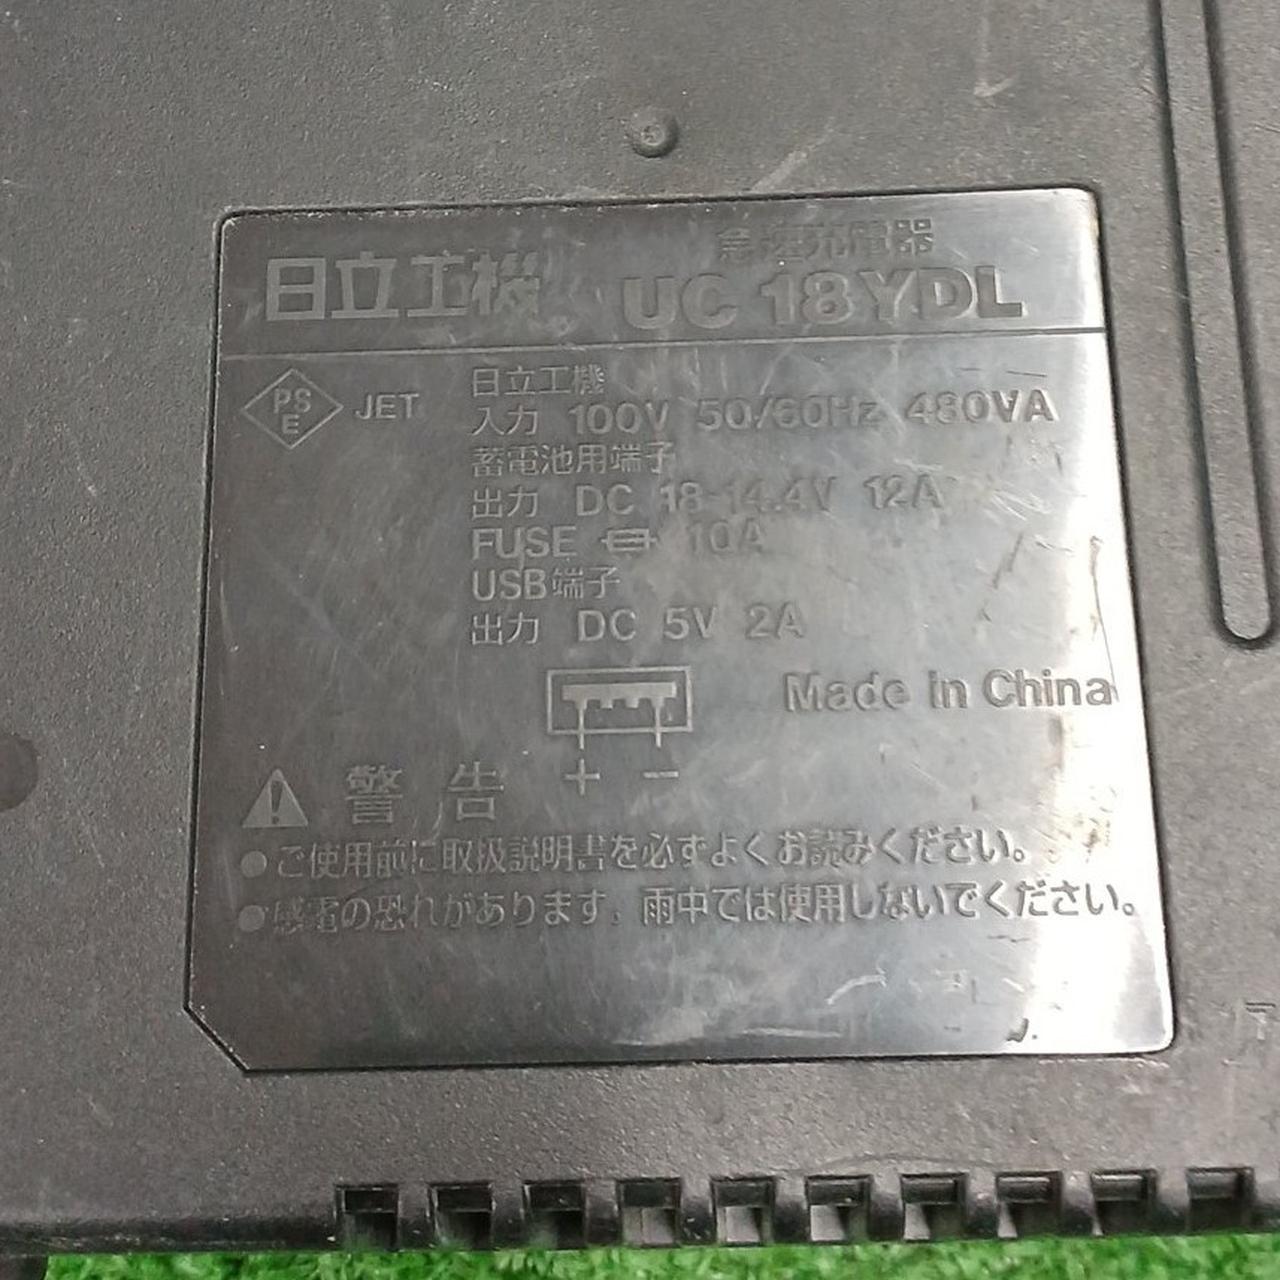 急速充電器
日立工機 UC 18YDL
PS
E
JET
日立工機
入力 100V 50/60Hz 480VA
蓄電池用端子
出力 DC 18-14.4V 12A
FUSE 10A
USB端子
出力 DC 5V 2A
Made in China
+ −
警告
●ご使用前に取扱説明書を必ずよくお読みください。
●感電の恐れがあります。雨中では使用しないでください。